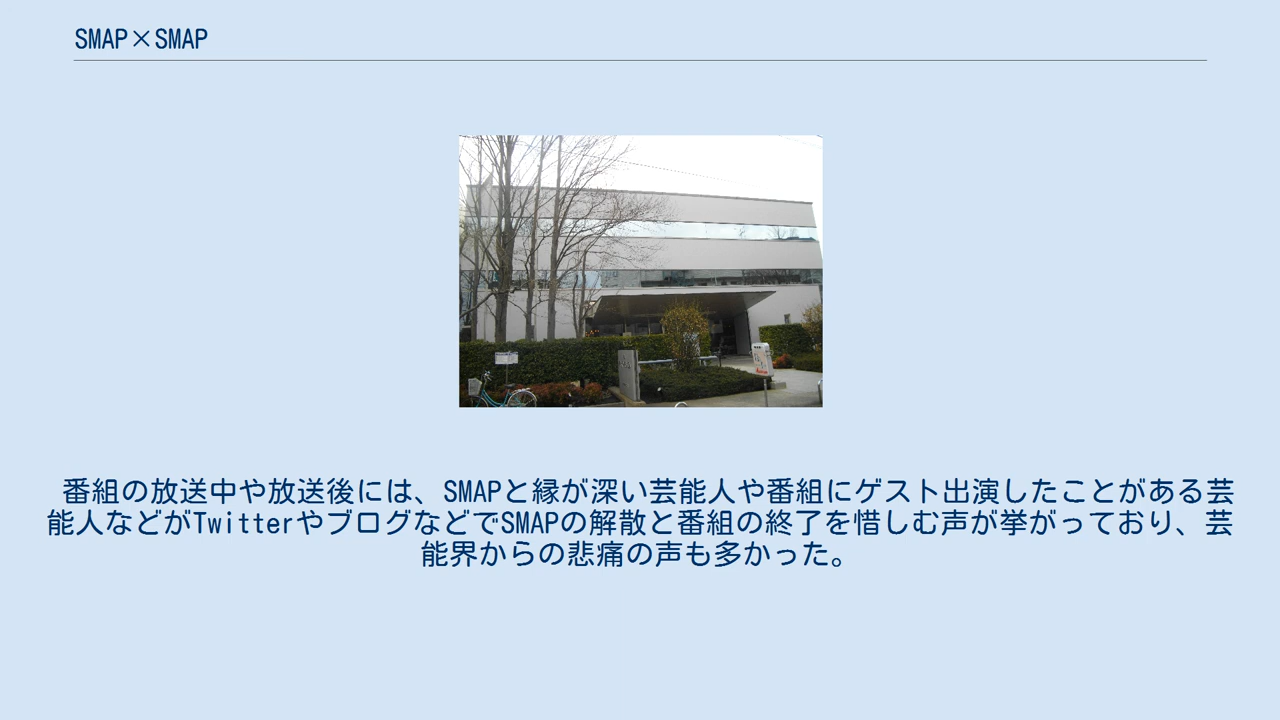 SMAP×SMAP
番組の放送中や放送後には、SMAPと縁が深い芸能人や番組にゲスト出演したことがある芸
能人などがTwitterやブログなどでSMAPの解散と番組の終了を惜しむ声が挙がっており、芸
能界からの悲痛の声も多かった。